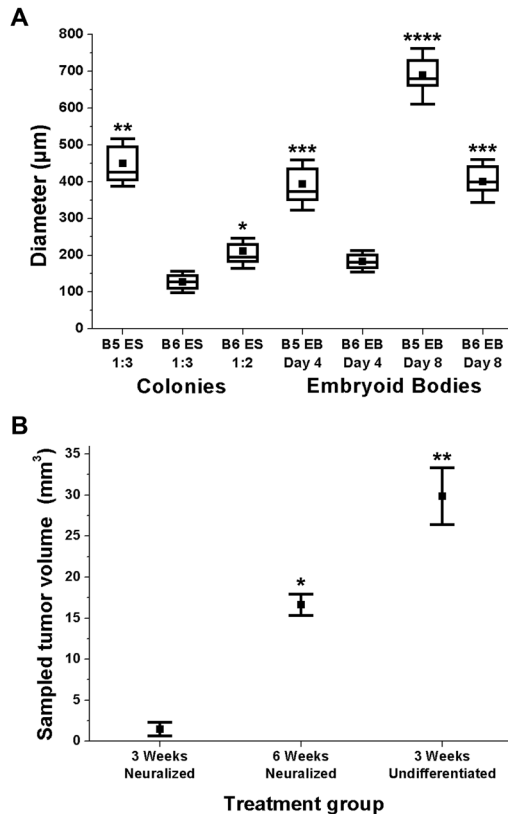 A
800
700
600
500
400
300
200
100
0
Diameter (µm)
**
*
***
****
***
B5 ES
1:3
B6 ES
1:3
B6 ES
1:2
B5 EB
Day 4
B6 EB
Day 4
B5 EB
Day 8
B6 EB
Day 8
Colonies
Embryoid Bodies
B
35
30
25
20
15
10
5
0
Sampled tumor volume (mm³)
*
**
3 Weeks
Neuralized
6 Weeks
Neuralized
3 Weeks
Undifferentiated
Treatment group